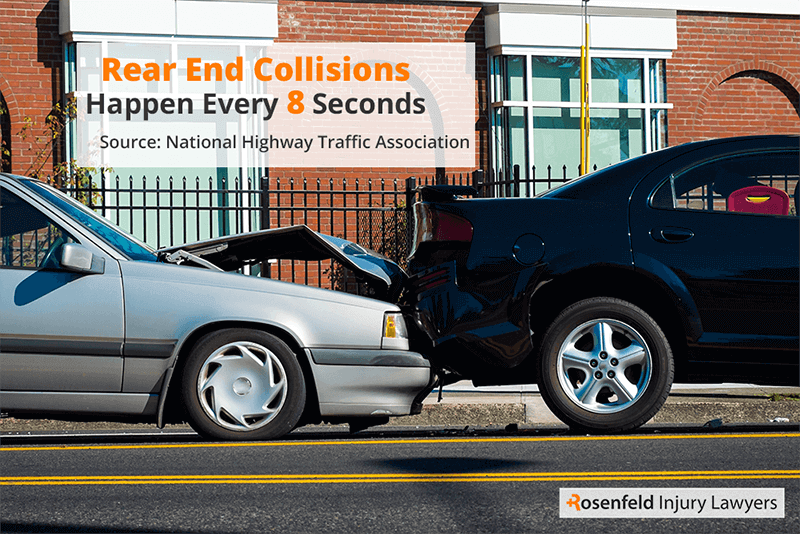 Rear End Collisions
Happen Every 8 Seconds
Source: National Highway Traffic Association
Rosenfeld Injury Lawyers